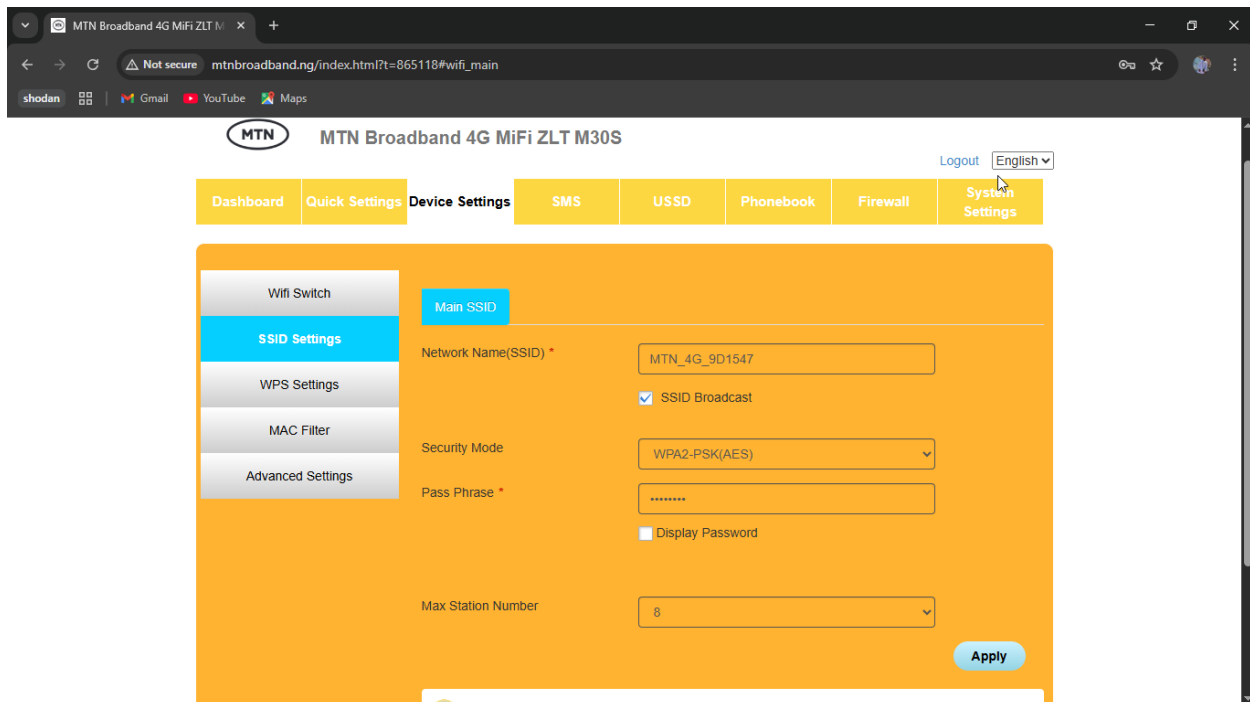 MTN Broadband 4G MiFi ZLT M
Not secure mtnbroadband.ng/index.html?t=865118#wifi_main
shodan Gmail YouTube Maps
MTN MTN Broadband 4G MiFi ZLT M30S
Logout English
Dashboard Quick Settings Device Settings SMS USSD Phonebook Firewall System Settings
Wifi Switch
Main SSID
SSID Settings
Network Name(SSID) * MTN_4G_9D1547
WPS Settings
SSID Broadcast
MAC Filter
Security Mode WPA2-PSK(AES)
Advanced Settings
Pass Phrase * ••••••••
Display Password
Max Station Number 8
Apply